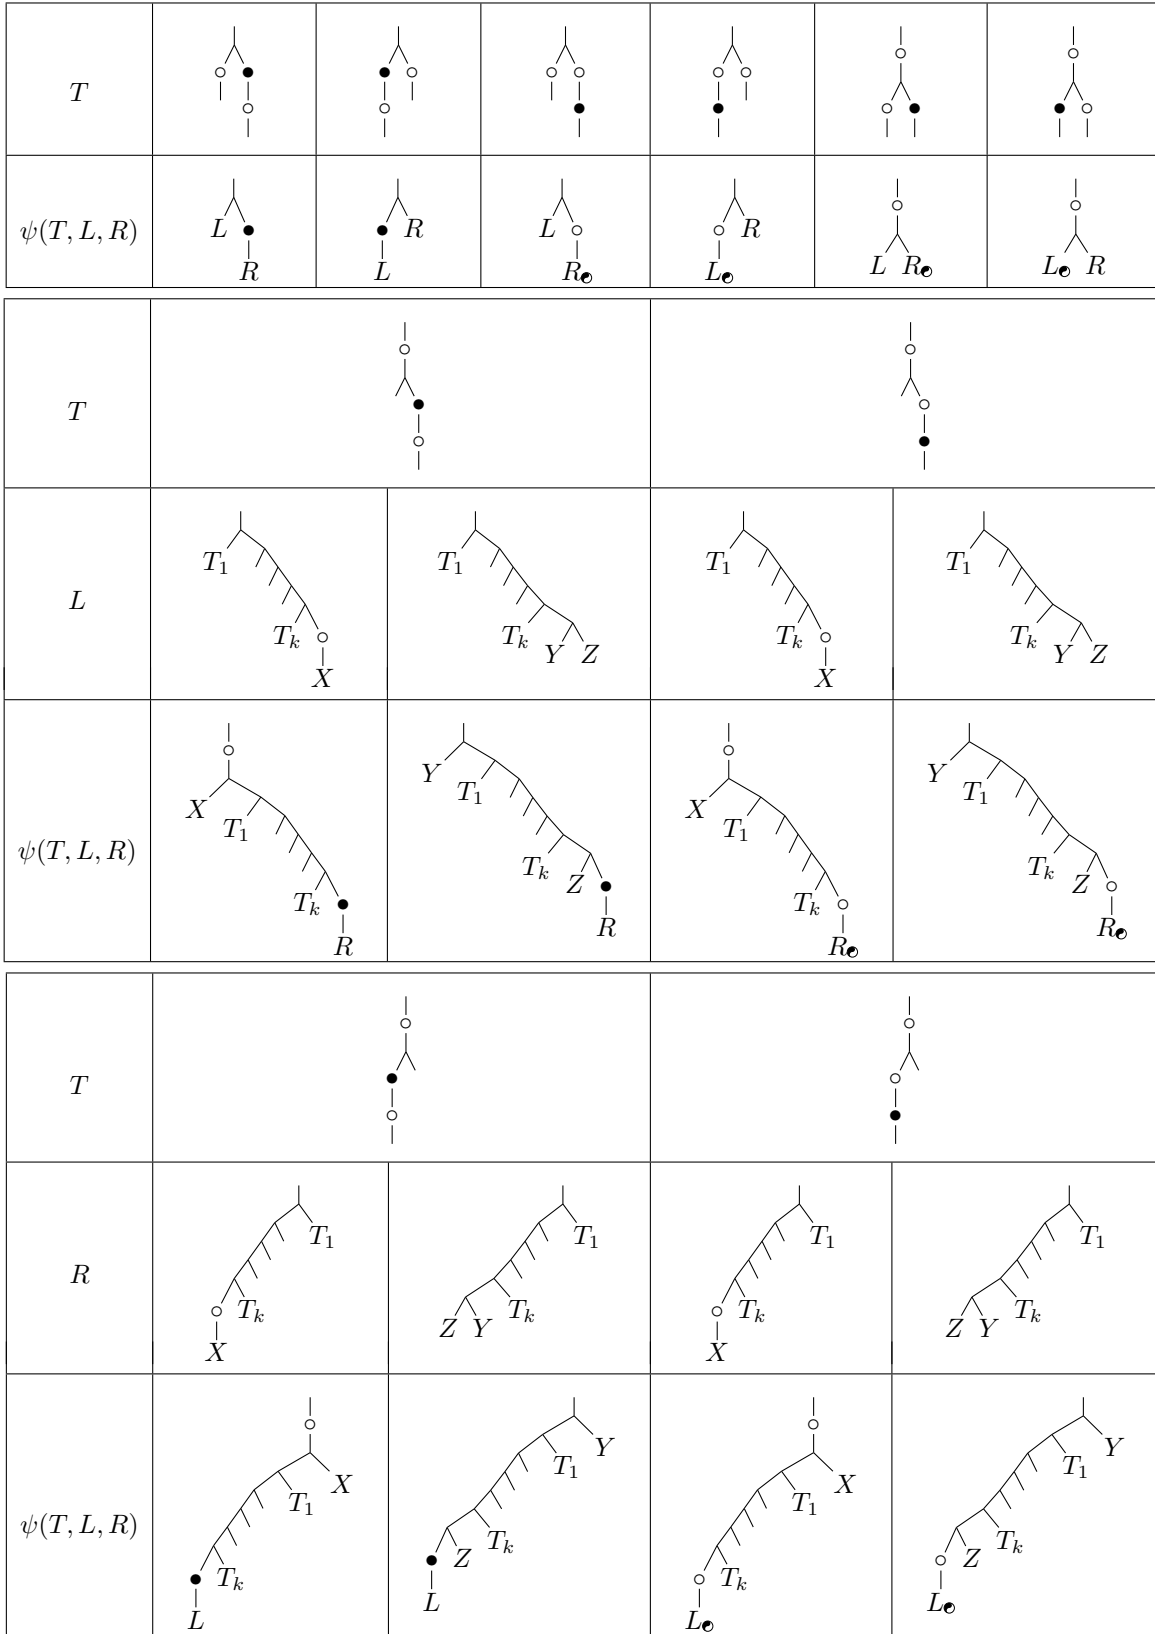 T
ψ(T, L, R) L R L R L R L R L R L R
T
L T₁ Tₖ X T₁ Tₖ Y Z T₁ Tₖ X T₁ Tₖ Y Z
ψ(T, L, R) X T₁ Tₖ R Y T₁ Tₖ Z R X T₁ Tₖ R Y T₁ Tₖ Z R
T
R T₁ Tₖ X T₁ Tₖ Z Y T₁ Tₖ X T₁ Tₖ Z Y
ψ(T, L, R) X T₁ Tₖ L Y T₁ Tₖ Z L X T₁ Tₖ L Y T₁ Tₖ Z L